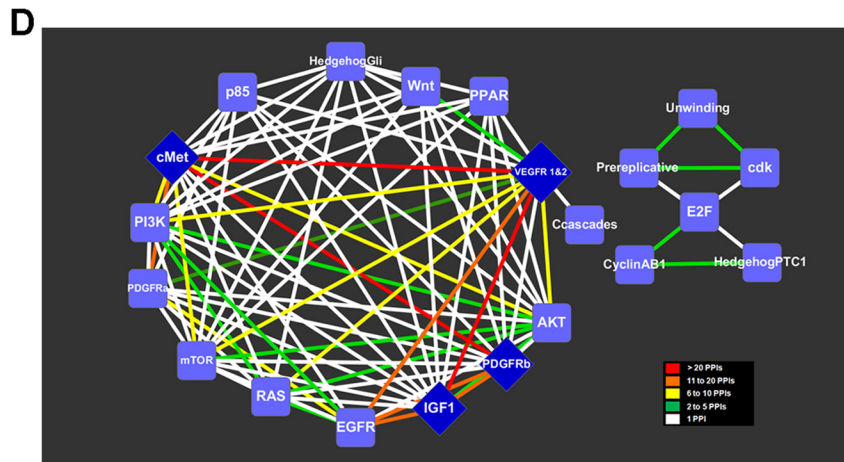 D
HedgehogGli
Wnt
PPAR
p85
cMet
VEGFR 1&2
PI3K
Ccascades
PDGFRa
AKT
mTOR
PDGFRb
RAS
IGF1
EGFR
Unwinding
Prereplicative
cdk
E2F
CyclinAB1
HedgehogPTC1
> 20 PPIs
11 to 20 PPIs
6 to 10 PPIs
2 to 5 PPIs
1 PPI